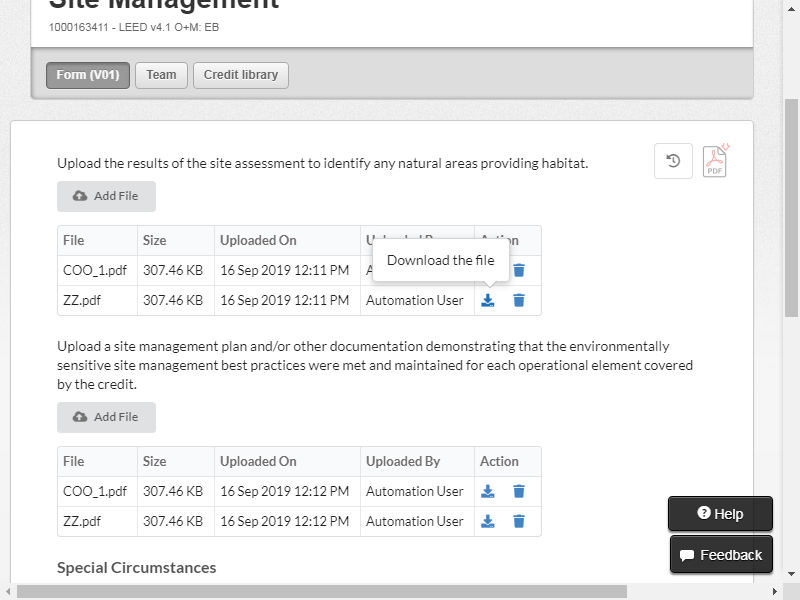 Site Management
1000163411 - LEED v4.1 O+M: EB
Form (V01) Team Credit library
Upload the results of the site assessment to identify any natural areas providing habitat.
PDF
Add File
File Size Uploaded On
COO_1.pdf 307.46 KB 16 Sep 2019 12:11 PM
Download the file
ZZ.pdf 307.46 KB 16 Sep 2019 12:11 PM Automation User
Upload a site management plan and/or other documentation demonstrating that the environmentally
sensitive site management best practices were met and maintained for each operational element covered
by the credit.
Add File
File Size Uploaded On Uploaded By Action
COO_1.pdf 307.46 KB 16 Sep 2019 12:12 PM Automation User
ZZ.pdf 307.46 KB 16 Sep 2019 12:12 PM Automation User
Help
Feedback
Special Circumstances